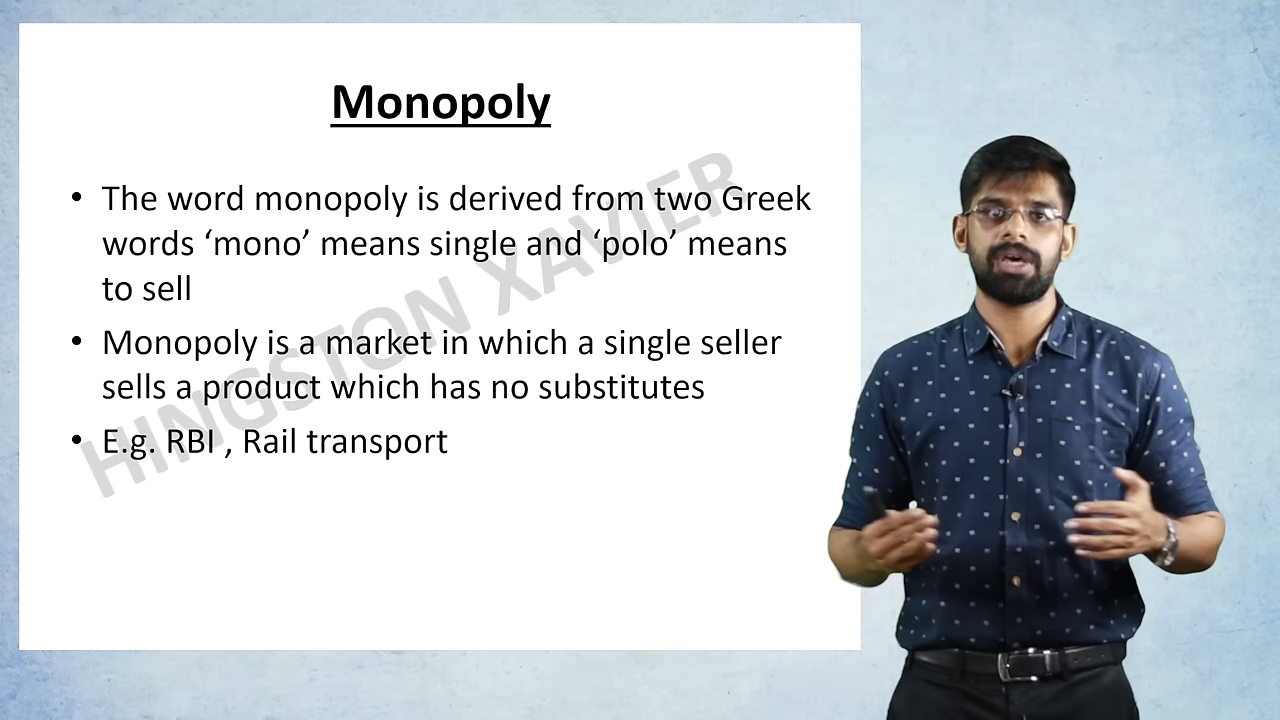 Monopoly
• The word monopoly is derived from two Greek
words ‘mono’ means single and ‘polo’ means
to sell
• Monopoly is a market in which a single seller
sells a product which has no substitutes
• E.g. RBI , Rail transport
HINGSTON XAVIER